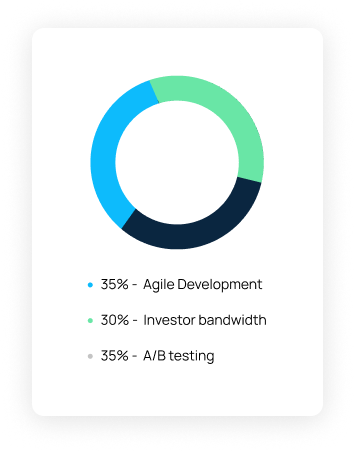 35% - Agile Development
30% - Investor bandwidth
35% - A/B testing